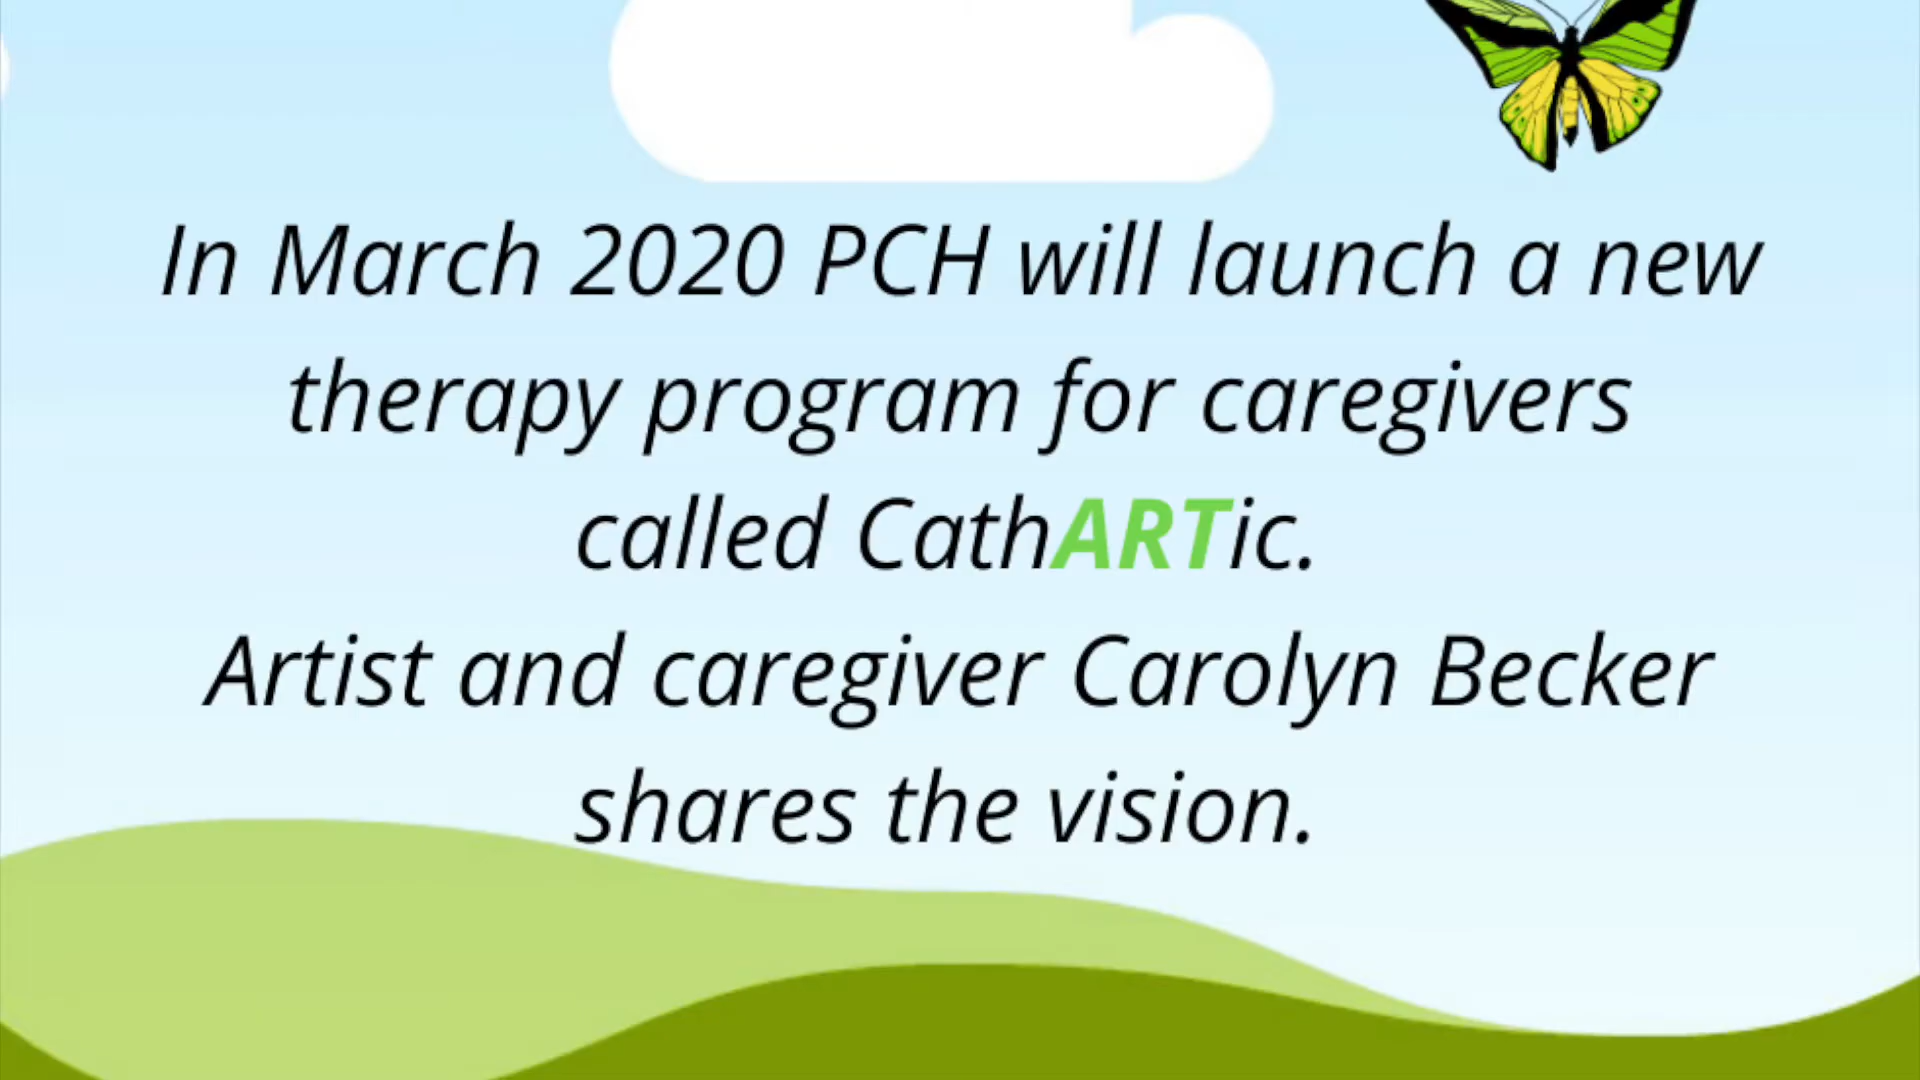 In March 2020 PCH will launch a new
therapy program for caregivers
called CathARTic.
Artist and caregiver Carolyn Becker
shares the vision.